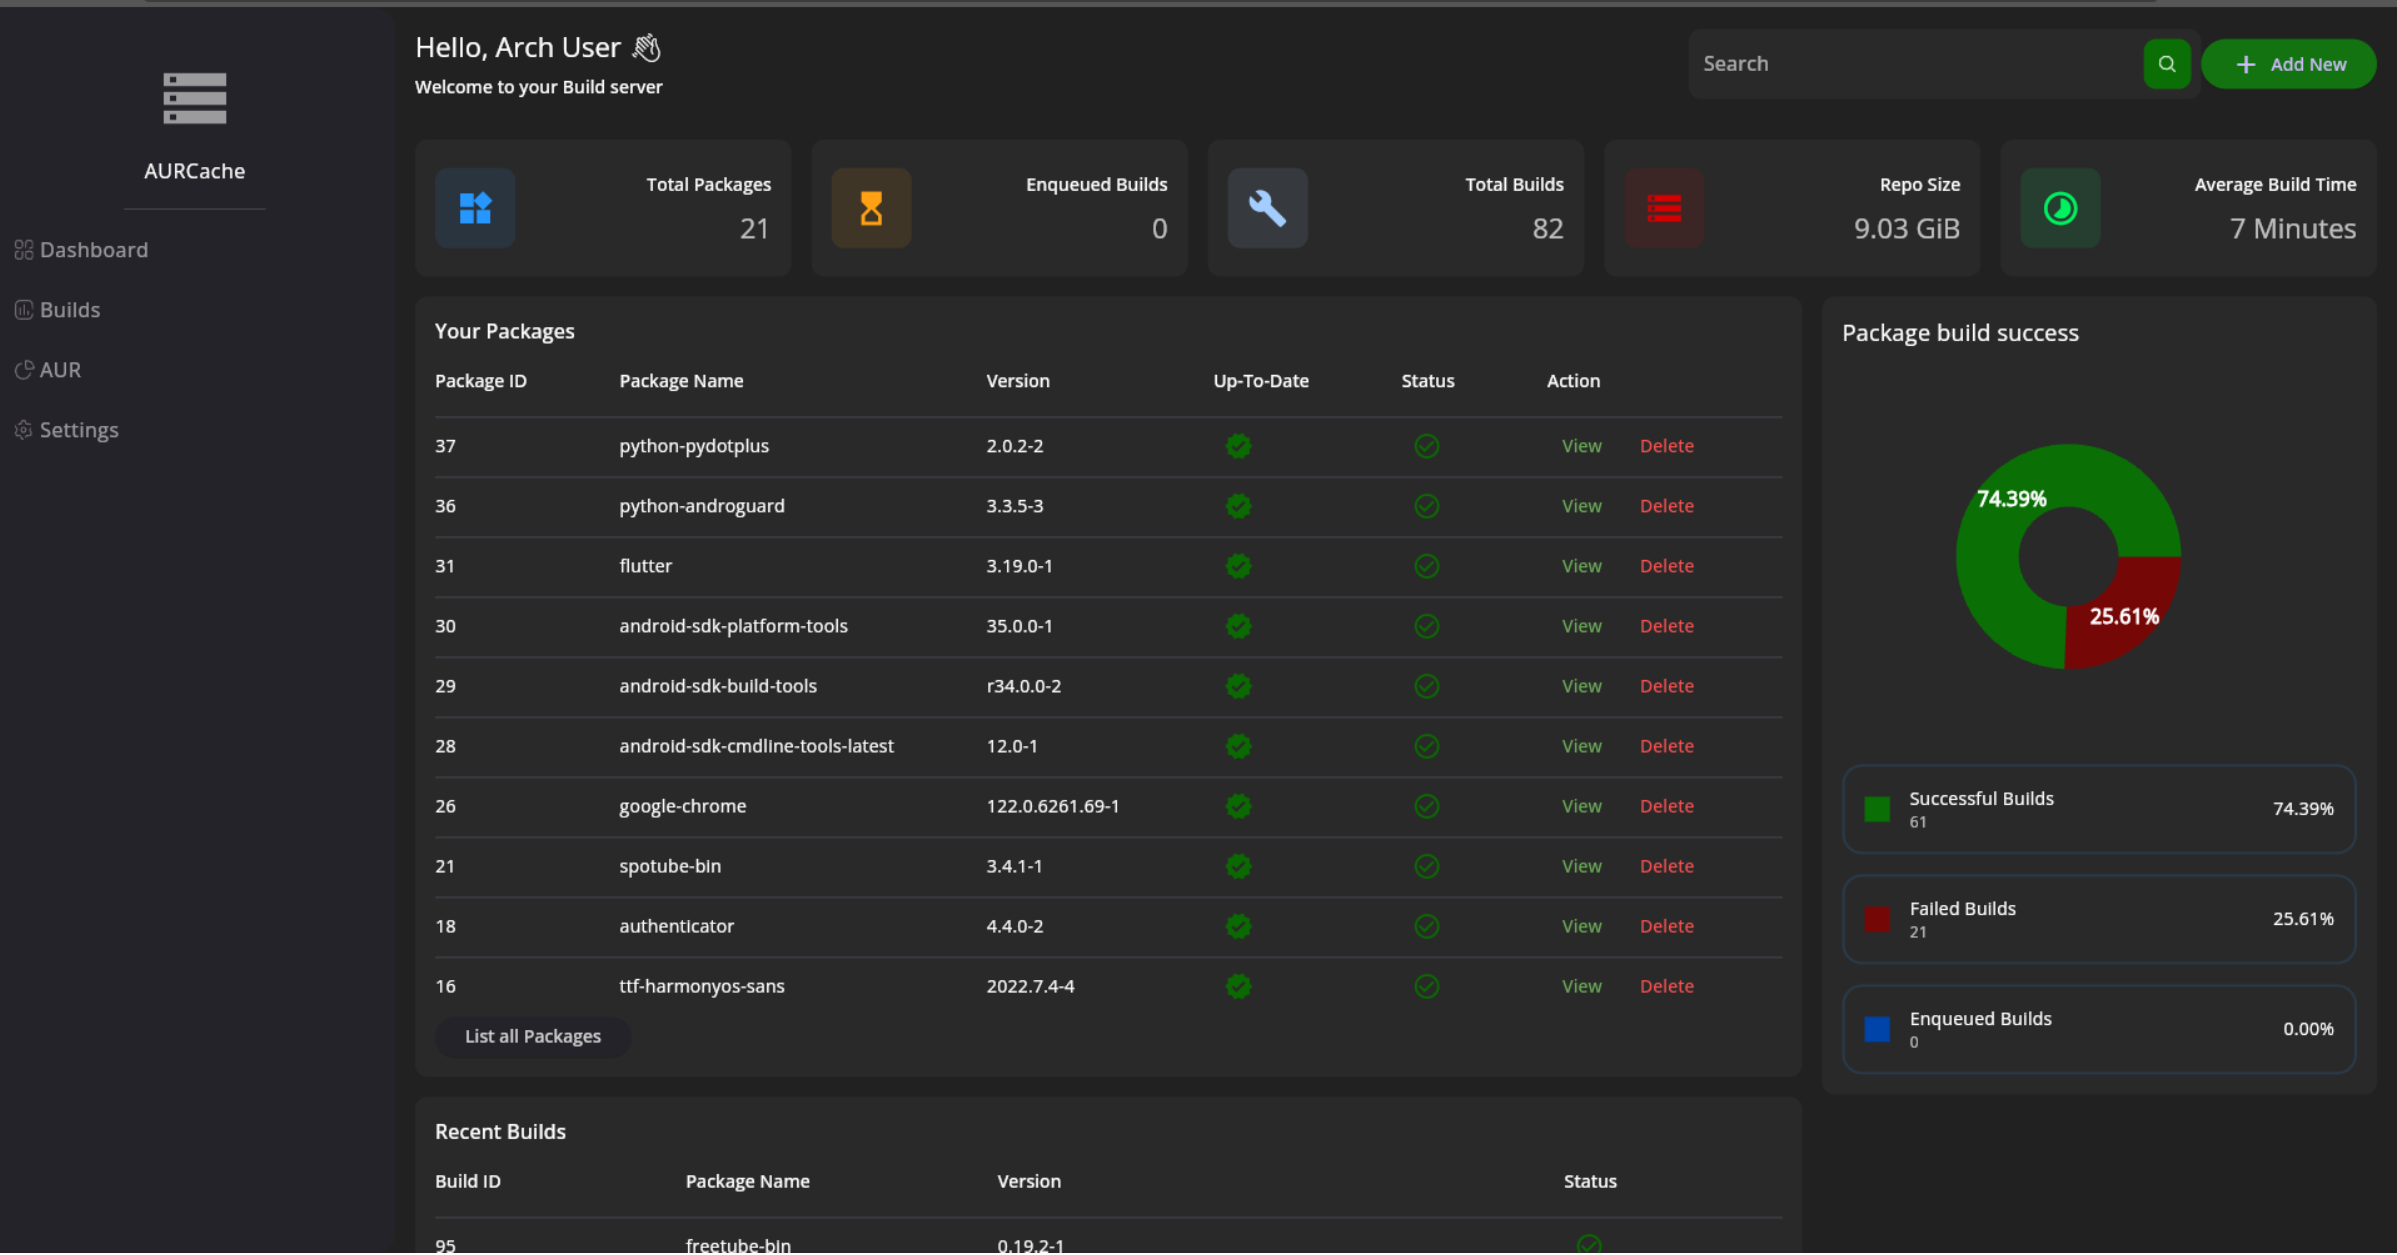 AURCache
Dashboard
Builds
AUR
Settings
Hello, Arch User 👋
Welcome to your Build server
Search
+ Add New
Total Packages
21
Enqueued Builds
0
Total Builds
82
Repo Size
9.03 GiB
Average Build Time
7 Minutes
Your Packages
Package ID Package Name Version Up-To-Date Status Action
37 python-pydotplus 2.0.2-2 View Delete
36 python-androguard 3.3.5-3 View Delete
31 flutter 3.19.0-1 View Delete
30 android-sdk-platform-tools 35.0.0-1 View Delete
29 android-sdk-build-tools r34.0.0-2 View Delete
28 android-sdk-cmdline-tools-latest 12.0-1 View Delete
26 google-chrome 122.0.6261.69-1 View Delete
21 spotube-bin 3.4.1-1 View Delete
18 authenticator 4.4.0-2 View Delete
16 ttf-harmonyos-sans 2022.7.4-4 View Delete
List all Packages
Package build success
74.39%
25.61%
Successful Builds
61
74.39%
Failed Builds
21
25.61%
Enqueued Builds
0
0.00%
Recent Builds
Build ID Package Name Version Status
95 freetube-bin 0.19.2-1